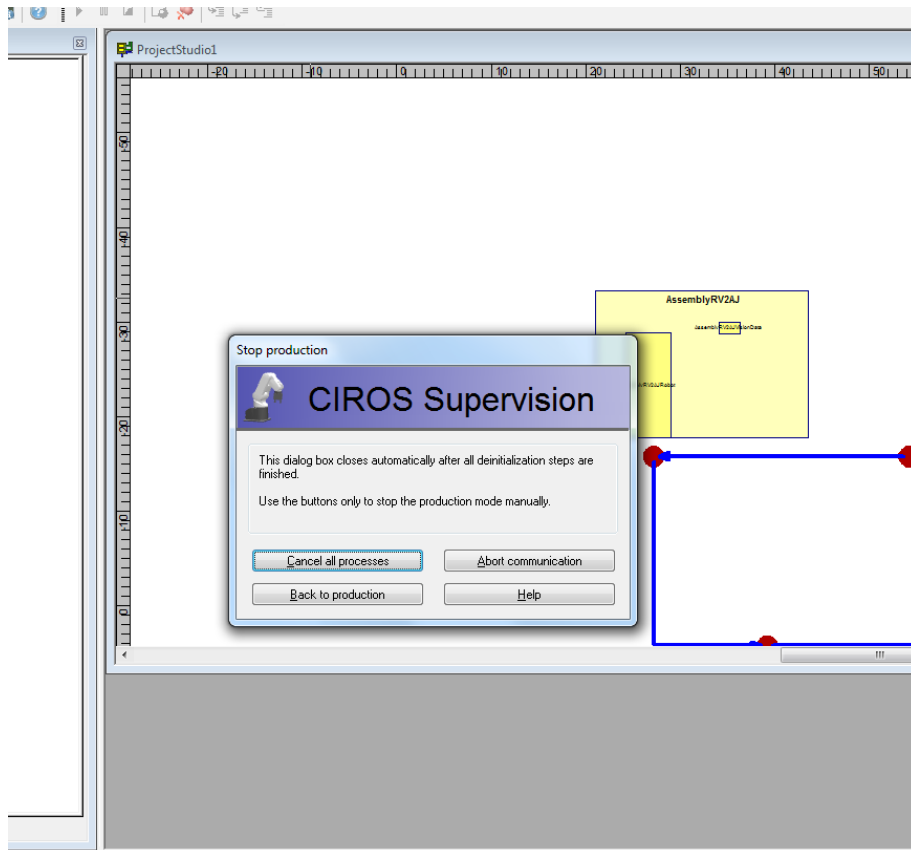 ProjectStudio1
-20 -10 0 10 20 30 40 50
50
40
30
20
10
0
AssemblyRV2AJ
AssemblyRV2AJVisionData
Stop production
CIROS Supervision
This dialog box closes automatically after all deinitialization steps are
finished.
Use the buttons only to stop the production mode manually.
Cancel all processes
Abort communication
Back to production
Help